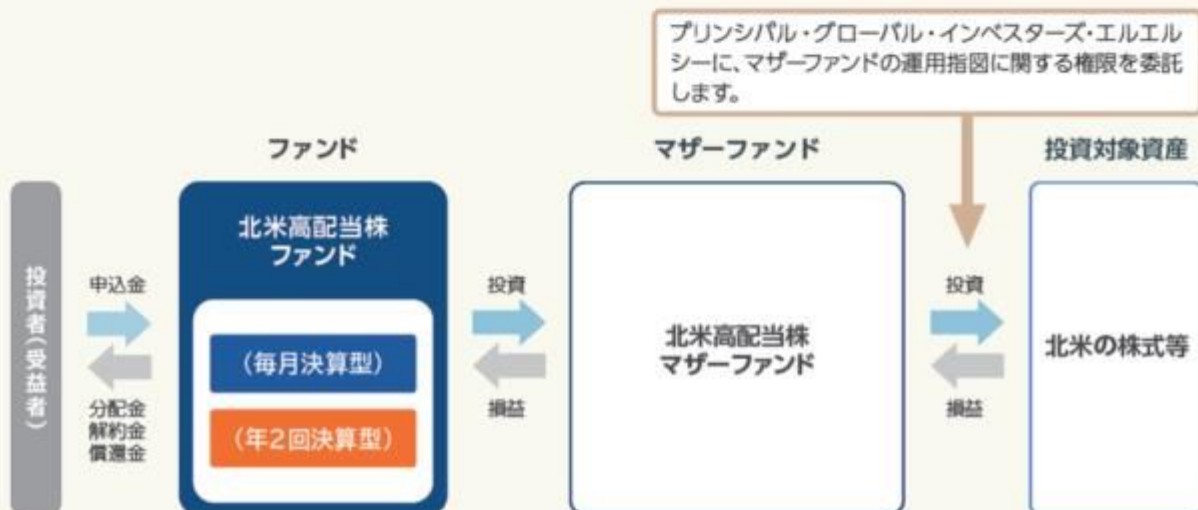 プリンシパル・グローバル・インベスターズ・エルエル
シーに、マザーファンドの運用指図に関する権限を委託
します。
ファンド
マザーファンド
投資対象資産
投資者(受益者)
申込金
分配金
解約金
償還金
北米高配当株
ファンド
(毎月決算型)
(年2回決算型)
投資
損益
北米高配当株
マザーファンド
投資
損益
北米の株式等